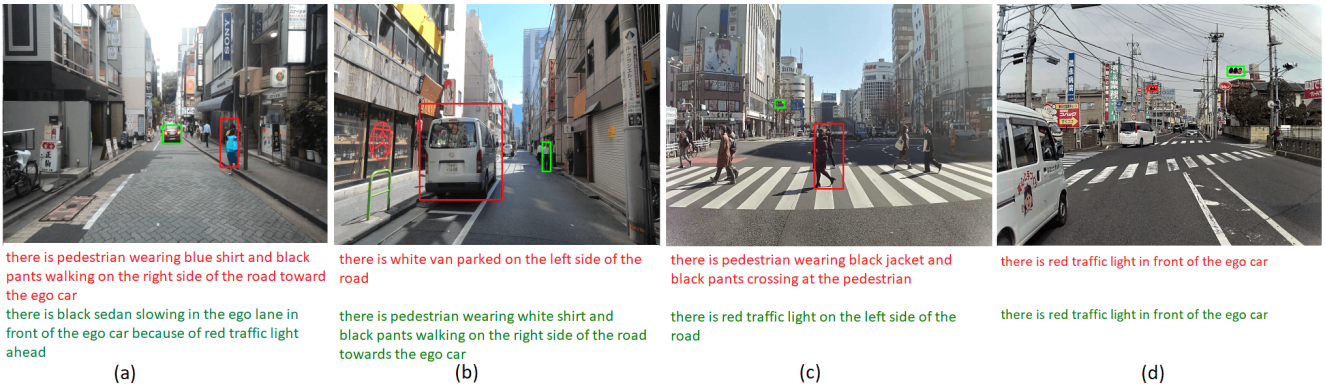 SONY
N
there is pedestrian wearing blue shirt and black
pants walking on the right side of the road toward
the ego car
there is black sedan slowing in the ego lane in
front of the ego car because of red traffic light
ahead
(a)
there is white van parked on the left side of the
road
there is pedestrian wearing white shirt and
black pants walking on the right side of the road
towards the ego car
(b)
there is pedestrian wearing black jacket and
black pants crossing at the pedestrian
there is red traffic light on the left side of the
road
(c)
there is red traffic light in front of the ego car
there is red traffic light in front of the ego car
(d)